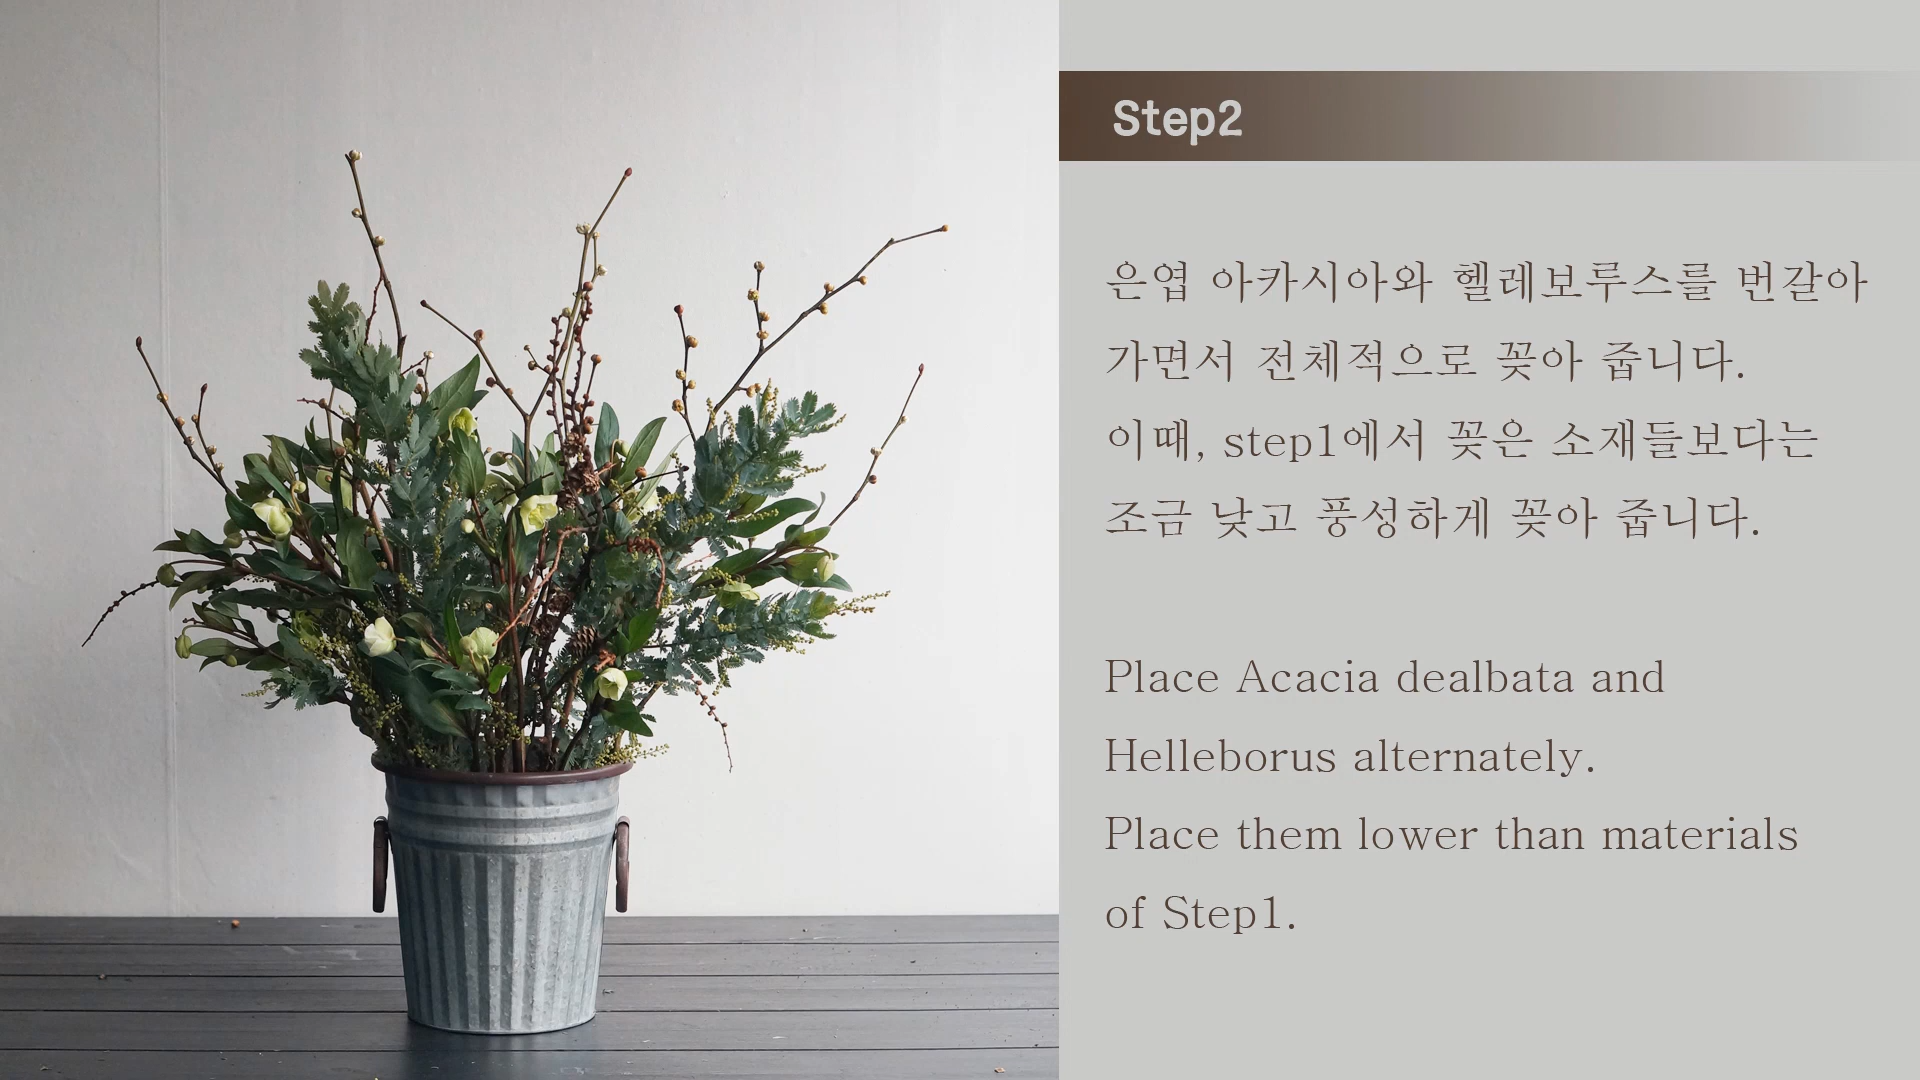 Step2
은엽 아카시아와 헬레보루스를 번갈아
가면서 전체적으로 꽂아 줍니다.
이때, step1에서 꽂은 소재들보다는
조금 낮고 풍성하게 꽂아 줍니다.
Place Acacia dealbata and
Helleborus alternately.
Place them lower than materials
of Step1.